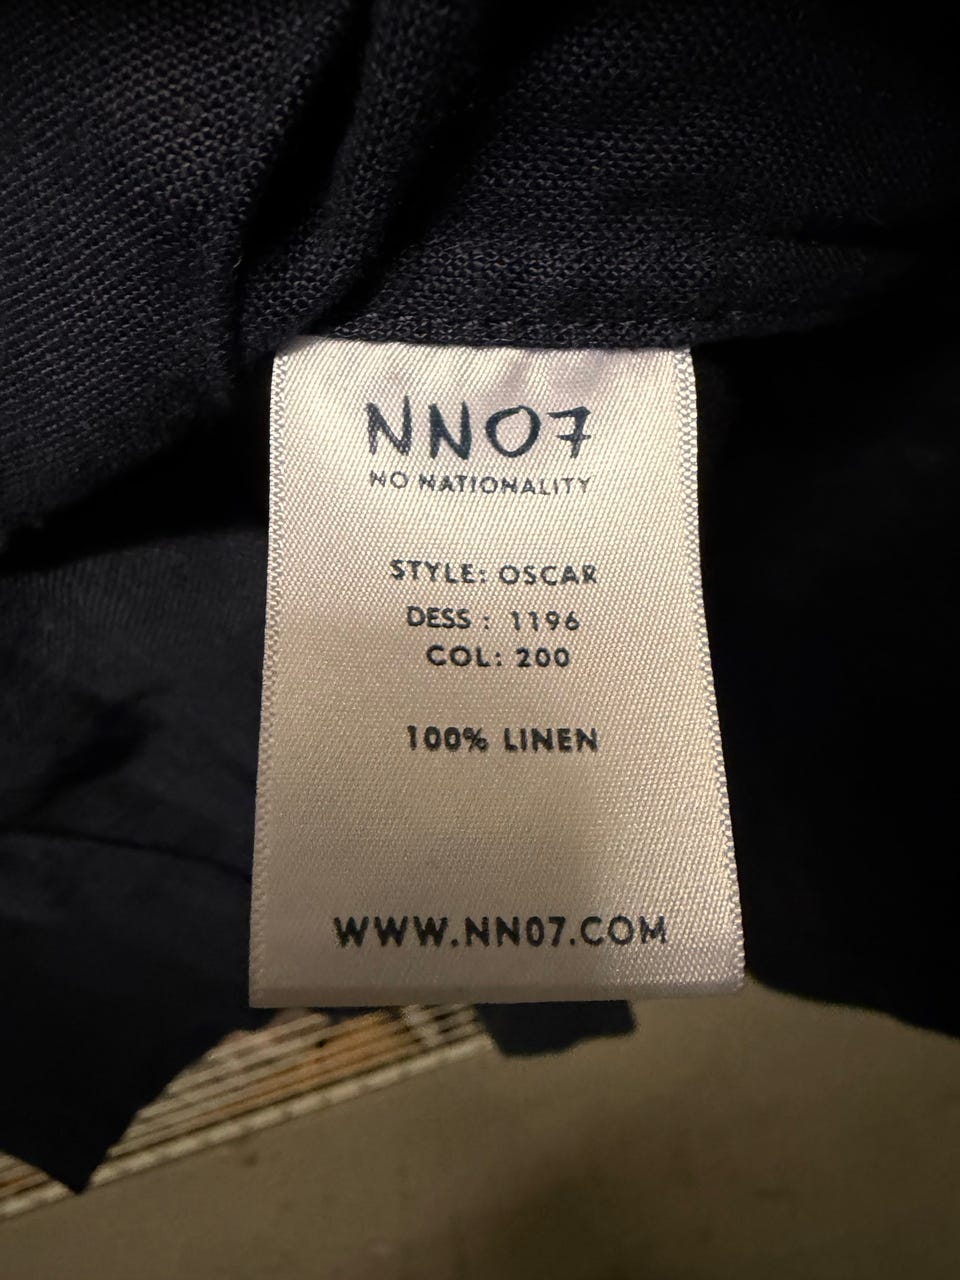 NN07
NO NATIONALITY
STYLE: OSCAR
DESS : 1196
COL: 200
100% LINEN
WWW.NN07.COM